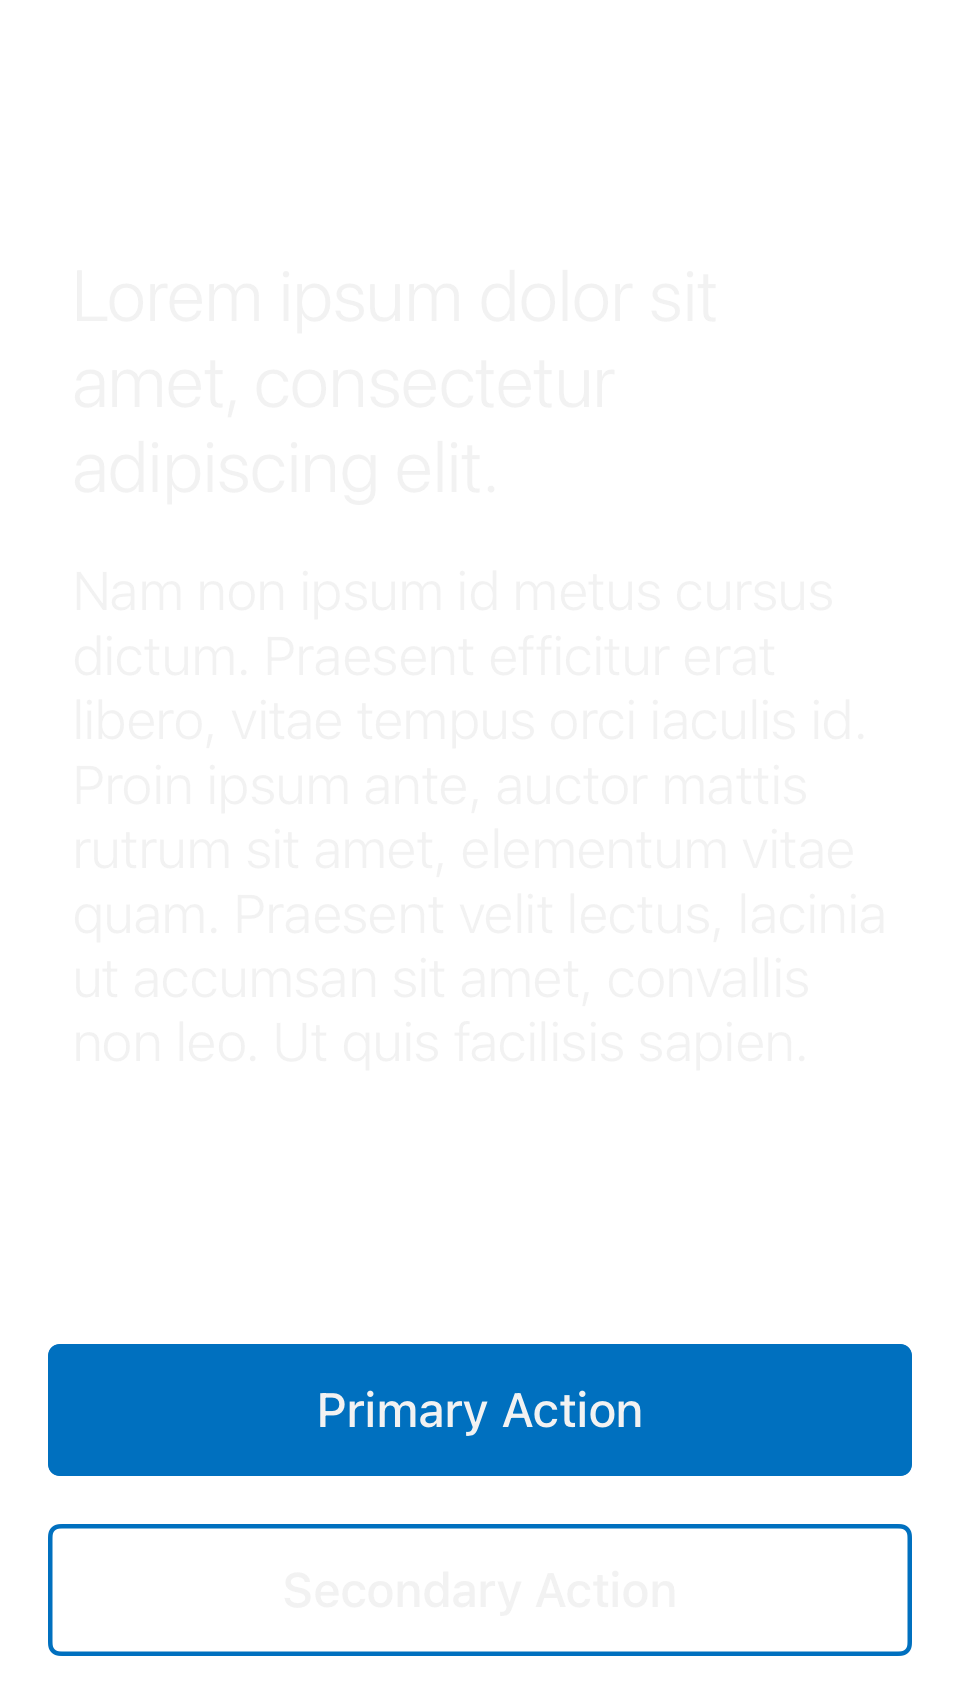 Lorem ipsum dolor sit
amet, consectetur
adipiscing elit.
Nam non ipsum id metus cursus
dictum. Praesent efficitur erat
libero, vitae tempus orci iaculis id.
Proin ipsum ante, auctor mattis
rutrum sit amet, elementum vitae
quam. Praesent velit lectus, lacinia
ut accumsan sit amet, convallis
non leo. Ut quis facilisis sapien.
Primary Action
Secondary Action